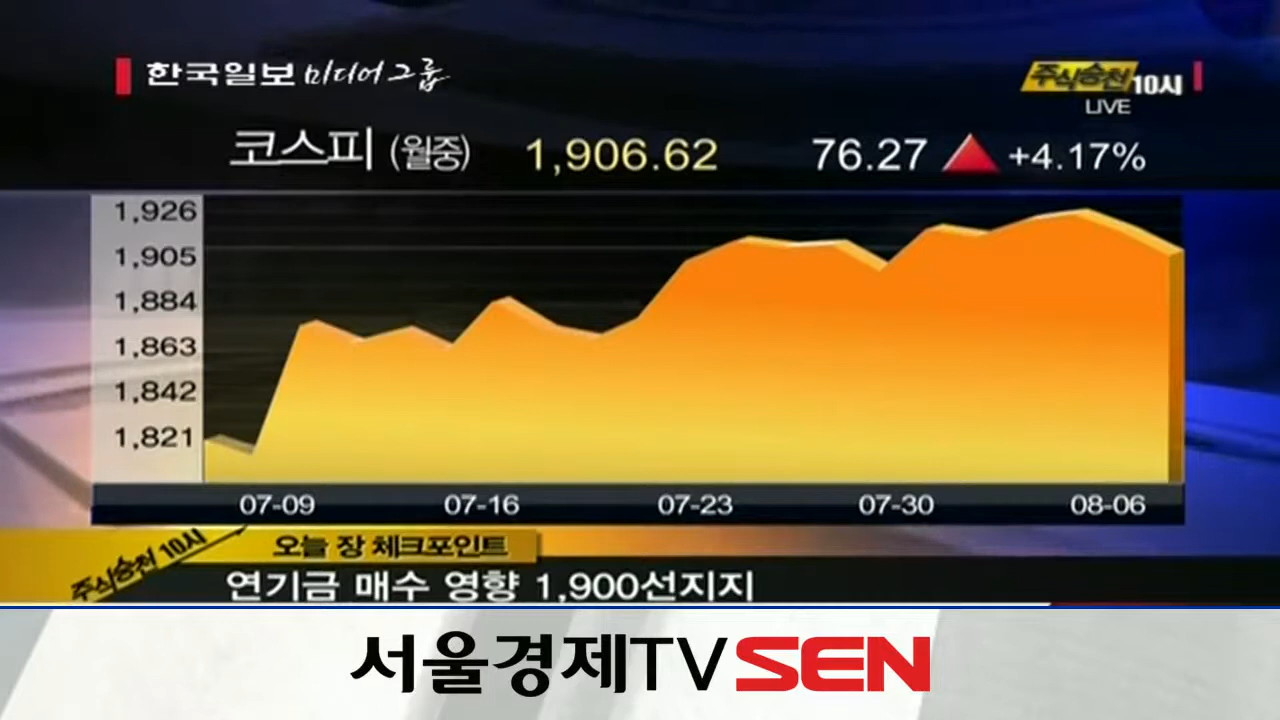 한국일보 미디어그룹
주식승천 10시
LIVE
코스피 (월중) 1,906.62 76.27 ▲ +4.17%
1,926
1,905
1,884
1,863
1,842
1,821
07-09 07-16 07-23 07-30 08-06
주식승천 10시
오늘 장 체크포인트
연기금 매수 영향 1,900선지지
서울경제TV SEN